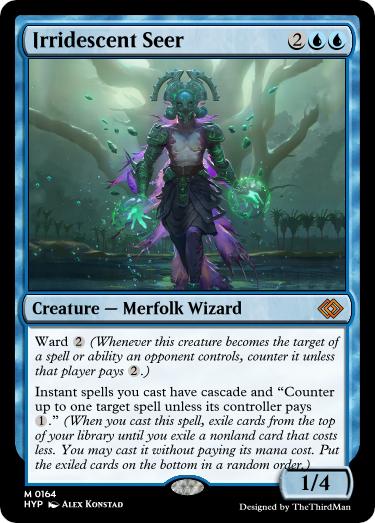 Irridescent Seer 2
Creature — Merfolk Wizard
Ward 2 (Whenever this creature becomes the target
of a spell or ability an opponent controls, counter it unless
that player pays 2.)
Instant spells you cast have cascade and “Counter
up to one target spell unless its controller pays
1.” (When you cast this spell, exile cards from the top
of your library until you exile a nonland card that costs
less. You may cast it without paying its mana cost. Put
the exiled cards on the bottom in a random order.)
1/4
M 0164
HYP Alex Konstad
Designed by TheThirdMan